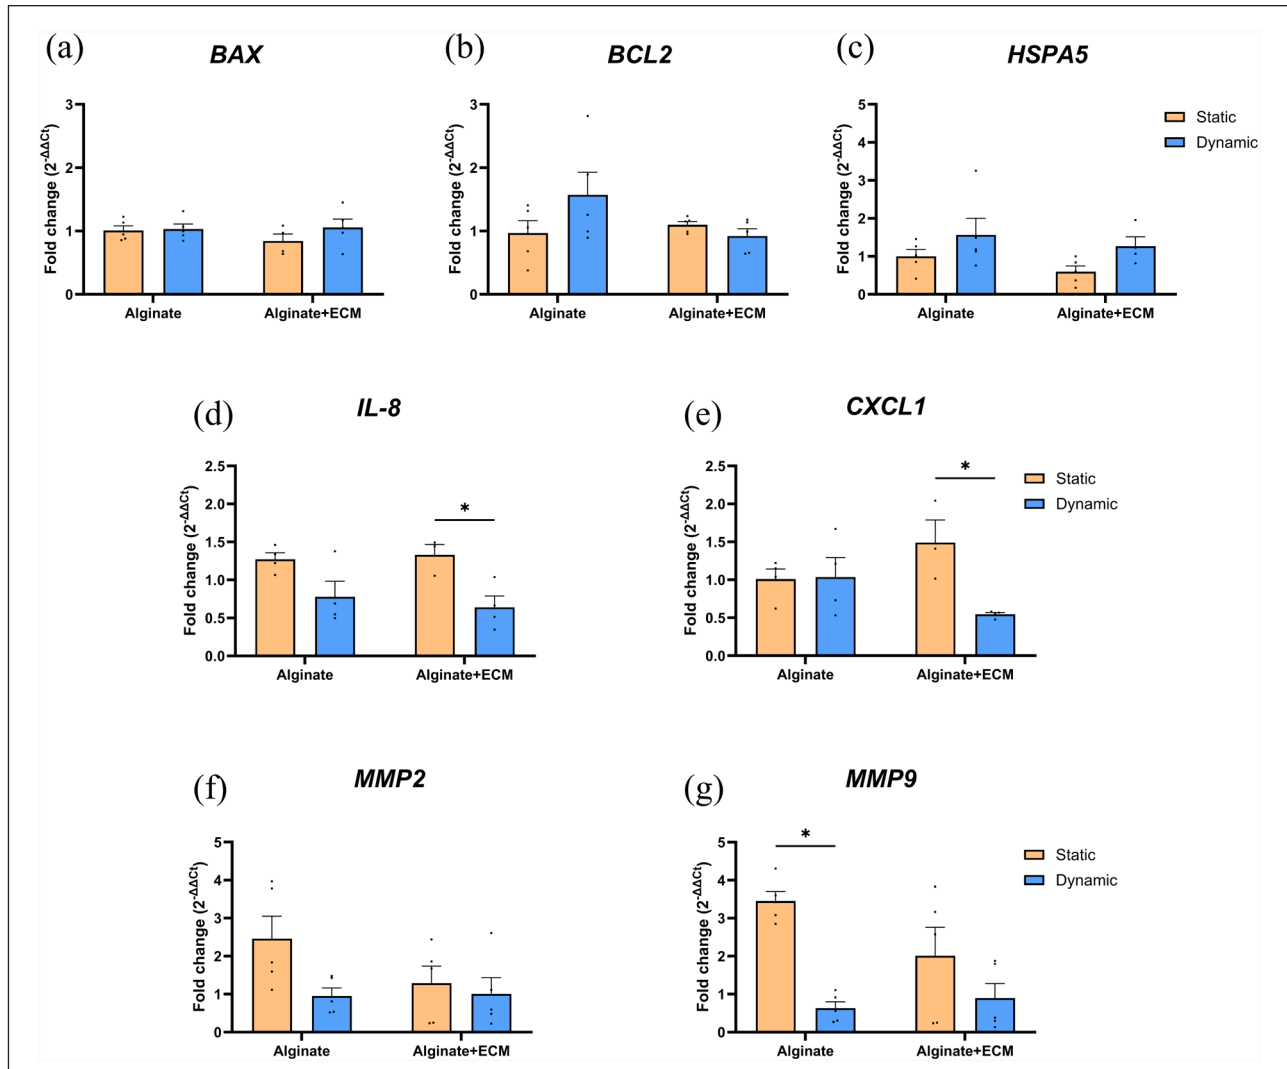 (a) BAX
(b) BCL2
(c) HSPA5
Fold change (2^-ΔΔCt)
3
2
1
0
Alginate
Alginate+ECM
Fold change (2^-ΔΔCt)
3
2
1
0
Alginate
Alginate+ECM
Fold change (2^-ΔΔCt)
5
4
3
2
1
0
Alginate
Alginate+ECM
Static
Dynamic
(d) IL-8
(e) CXCL1
Fold change (2^-ΔΔCt)
2.5
2.0
1.5
1.0
0.5
0.0
*
Alginate
Alginate+ECM
Fold change (2^-ΔΔCt)
2.5
2.0
1.5
1.0
0.5
0.0
*
Alginate
Alginate+ECM
Static
Dynamic
(f) MMP2
(g) MMP9
Fold change (2^-ΔΔCt)
5
4
3
2
1
0
Alginate
Alginate+ECM
Fold change (2^-ΔΔCt)
5
4
3
2
1
0
*
Alginate
Alginate+ECM
Static
Dynamic